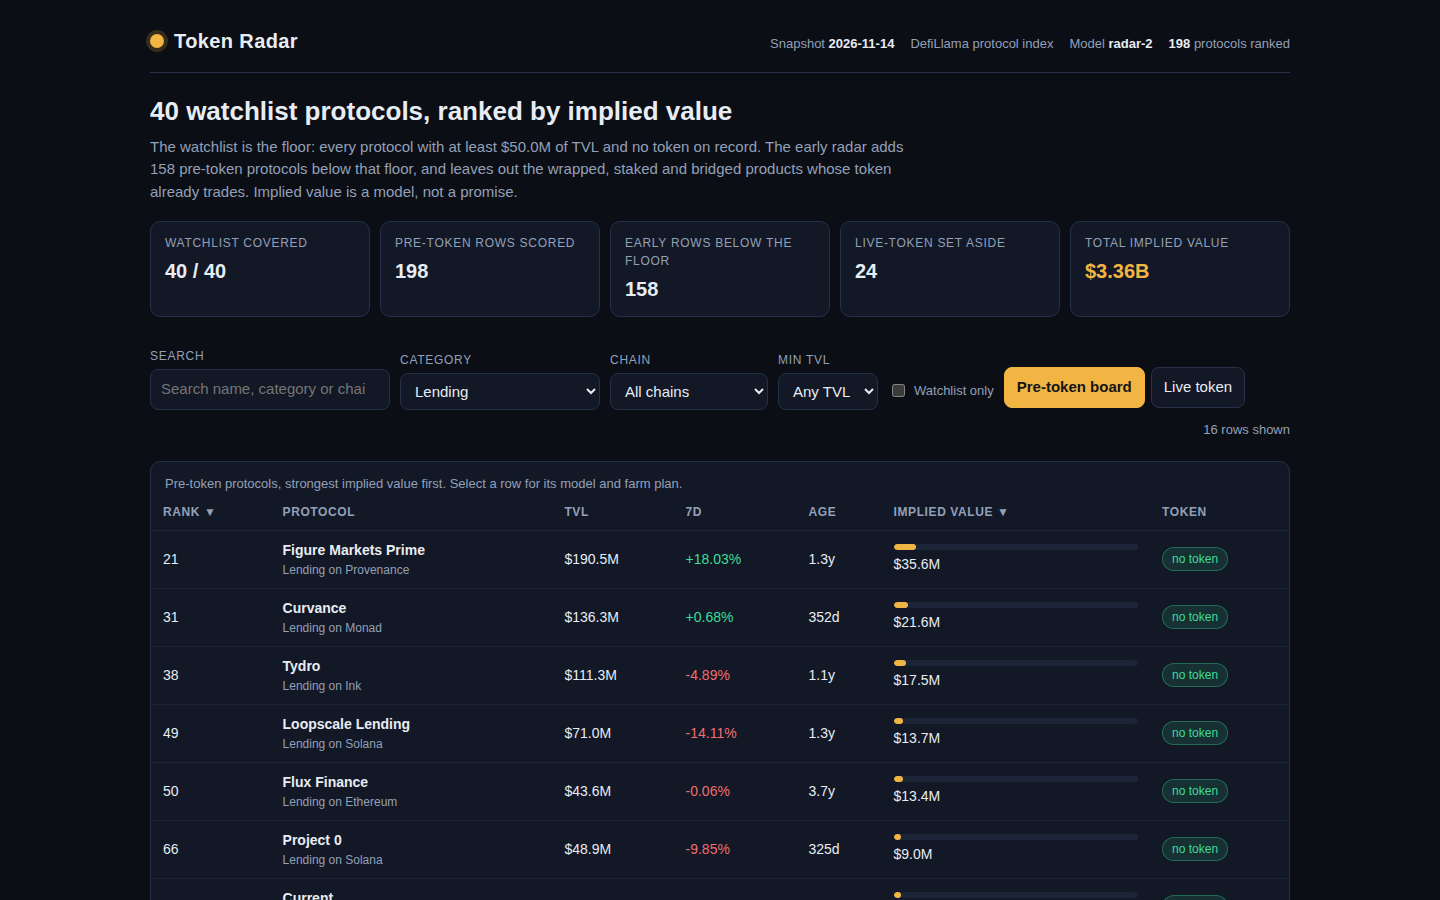 Token Radar
Snapshot 2026-11-14 DefiLlama protocol index Model radar-2 198 protocols ranked
40 watchlist protocols, ranked by implied value
The watchlist is the floor: every protocol with at least $50.0M of TVL and no token on record. The early radar adds
158 pre-token protocols below that floor, and leaves out the wrapped, staked and bridged products whose token
already trades. Implied value is a model, not a promise.
WATCHLIST COVERED
40 / 40
PRE-TOKEN ROWS SCORED
198
EARLY ROWS BELOW THE
FLOOR
158
LIVE-TOKEN SET ASIDE
24
TOTAL IMPLIED VALUE
$3.36B
SEARCH
Search name, category or chai
CATEGORY
Lending
CHAIN
All chains
MIN TVL
Any TVL
Watchlist only
Pre-token board
Live token
16 rows shown
Pre-token protocols, strongest implied value first. Select a row for its model and farm plan.
RANK ▼ PROTOCOL TVL 7D AGE IMPLIED VALUE ▼ TOKEN
21 Figure Markets Prime $190.5M +18.03% 1.3y $35.6M no token
Lending on Provenance
31 Curvance $136.3M +0.68% 352d $21.6M no token
Lending on Monad
38 Tydro $111.3M -4.89% 1.1y $17.5M no token
Lending on Ink
49 Loopscale Lending $71.0M -14.11% 1.3y $13.7M no token
Lending on Solana
50 Flux Finance $43.6M -0.06% 3.7y $13.4M no token
Lending on Ethereum
66 Project 0 $48.9M -9.85% 325d $9.0M no token
Lending on Solana
Current